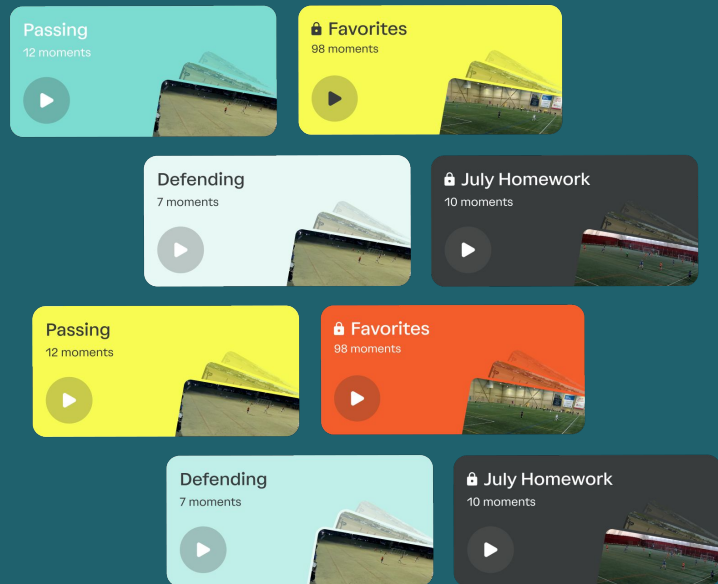 Passing
12 moments
Favorites
98 moments
Defending
7 moments
July Homework
10 moments
Passing
12 moments
Favorites
98 moments
Defending
7 moments
July Homework
10 moments